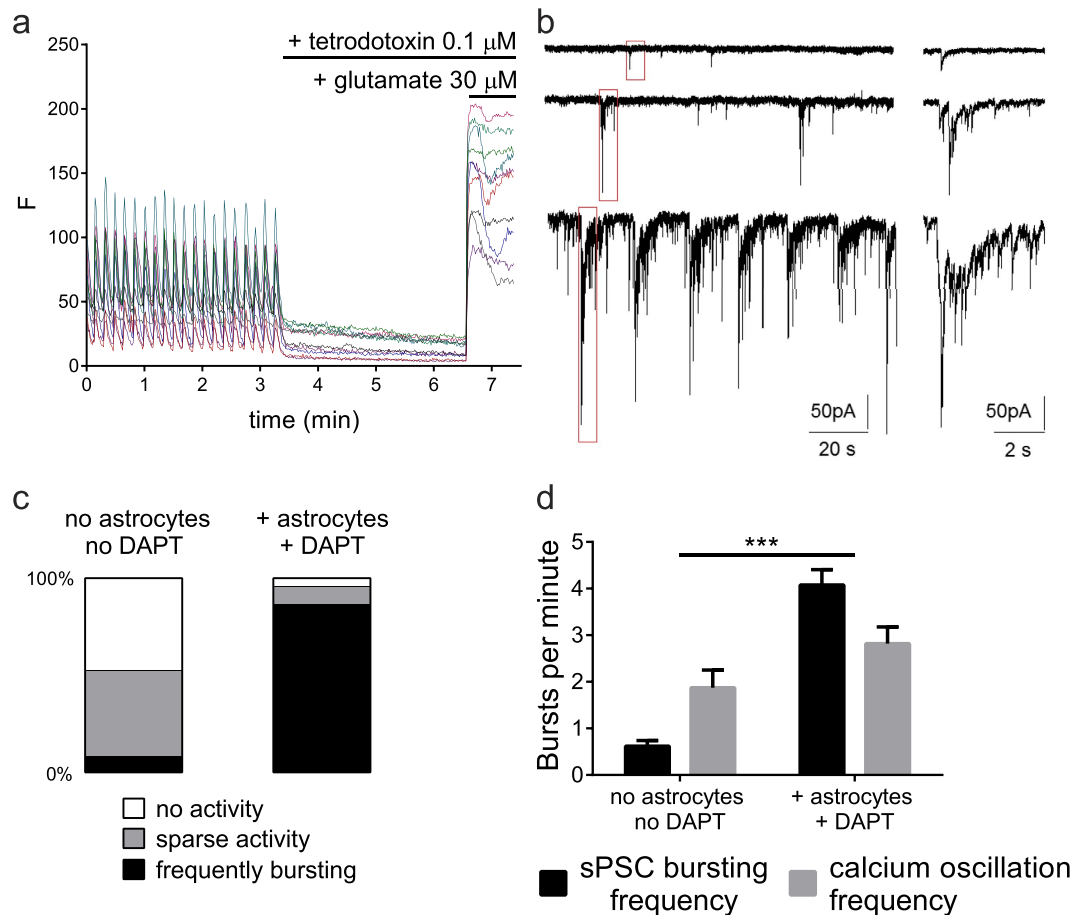 a
250
200
150
100
50
0
F
0 1 2 3 4 5 6 7
time (min)
+ tetrodotoxin 0.1 µM
+ glutamate 30 µM
b
50pA
20 s
50pA
2 s
c
no astrocytes
no DAPT
+ astrocytes
+ DAPT
100%
0%
no activity
sparse activity
frequently bursting
d
***
5
4
3
2
1
0
Bursts per minute
no astrocytes
no DAPT
+ astrocytes
+ DAPT
sPSC bursting
frequency
calcium oscillation
frequency